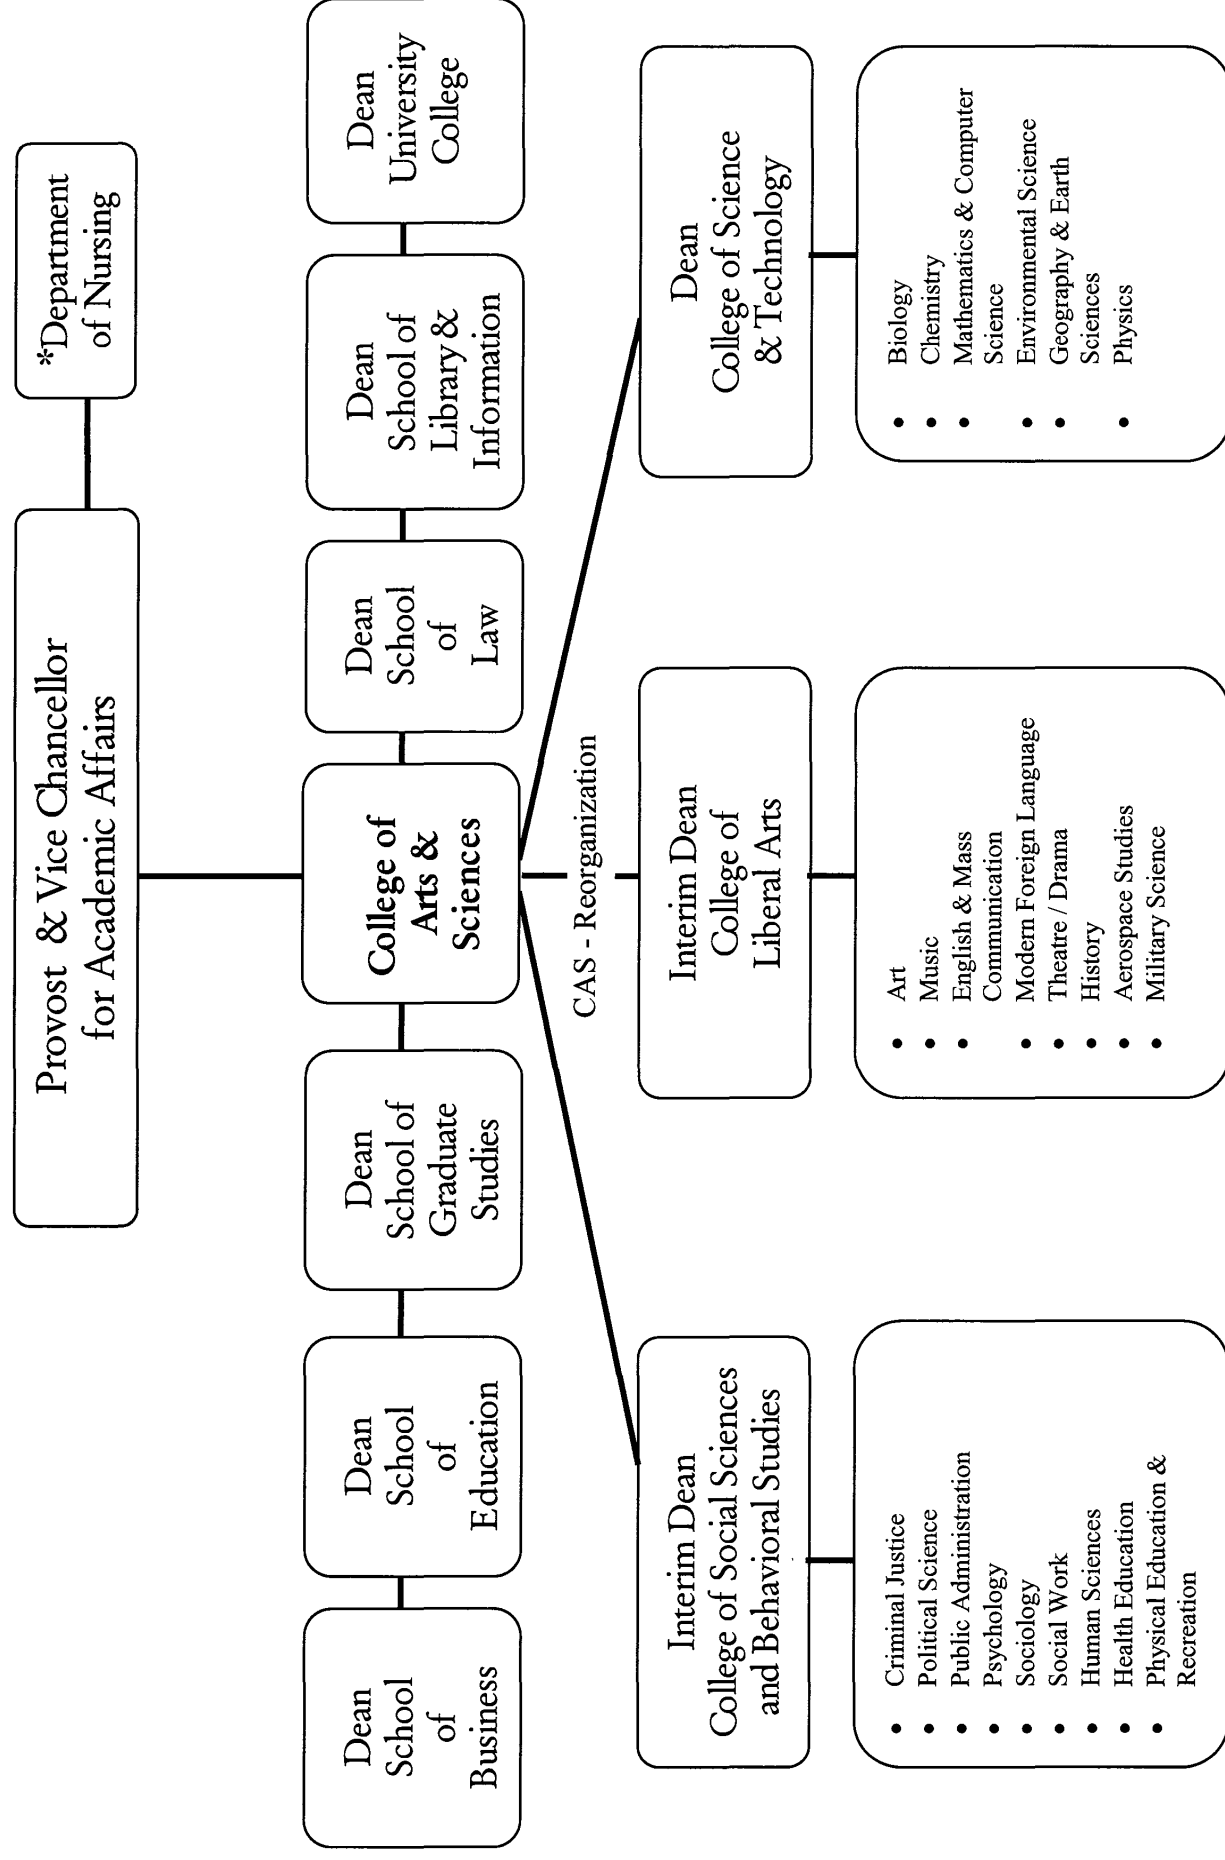 Provost & Vice Chancellor
for Academic Affairs
*Department
of Nursing
Dean
School
of
Business
Dean
School
of
Education
Dean
School of
Graduate
Studies
College of
Arts &
Sciences
Dean
School
of
Law
Dean
School of
Library &
Information
Dean
University
College
CAS - Reorganization
Interim Dean
College of Social Sciences
and Behavioral Studies
Interim Dean
College of
Liberal Arts
Dean
College of Science
& Technology
• Criminal Justice
• Political Science
• Public Administration
• Psychology
• Sociology
• Social Work
• Human Sciences
• Health Education
• Physical Education &
Recreation
• Art
• Music
• English & Mass
Communication
• Modern Foreign Language
• Theatre / Drama
• History
• Aerospace Studies
• Military Science
• Biology
• Chemistry
• Mathematics & Computer
Science
• Environmental Science
• Geography & Earth
Sciences
• Physics